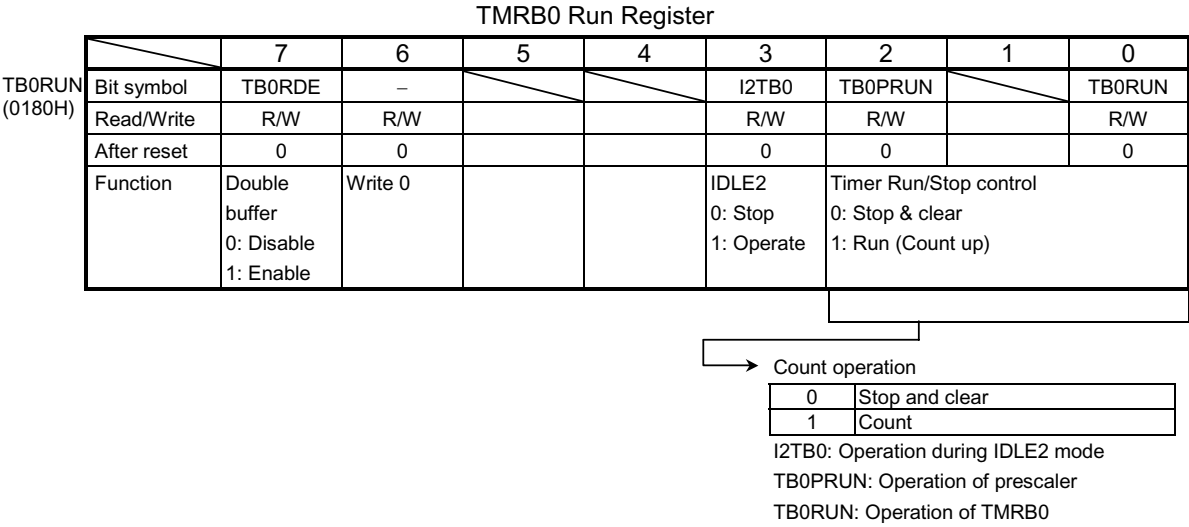 TMRB0 Run Register
7 6 5 4 3 2 1 0
TB0RUN
(0180H)
Bit symbol TB0RDE − I2TB0 TB0PRUN TB0RUN
Read/Write R/W R/W R/W R/W R/W
After reset 0 0 0 0 0
Function Double Write 0 IDLE2 Timer Run/Stop control
buffer 0: Stop 0: Stop & clear
0: Disable 1: Operate 1: Run (Count up)
1: Enable
Count operation
0 Stop and clear
1 Count
I2TB0: Operation during IDLE2 mode
TB0PRUN: Operation of prescaler
TB0RUN: Operation of TMRB0